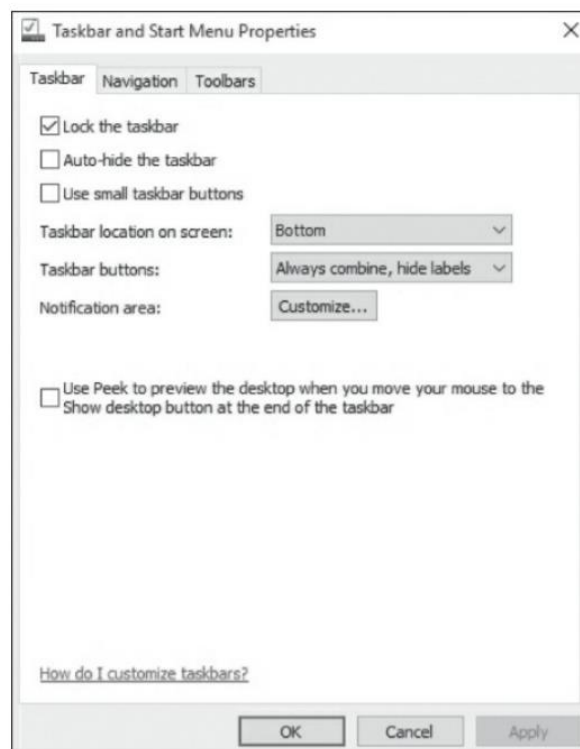 Taskbar and Start Menu Properties
Taskbar Navigation Toolbars
Lock the taskbar
Auto-hide the taskbar
Use small taskbar buttons
Taskbar location on screen: Bottom
Taskbar buttons: Always combine, hide labels
Notification area: Customize...
Use Peek to preview the desktop when you move your mouse to the
Show desktop button at the end of the taskbar
How do I customize taskbars?
OK Cancel Apply